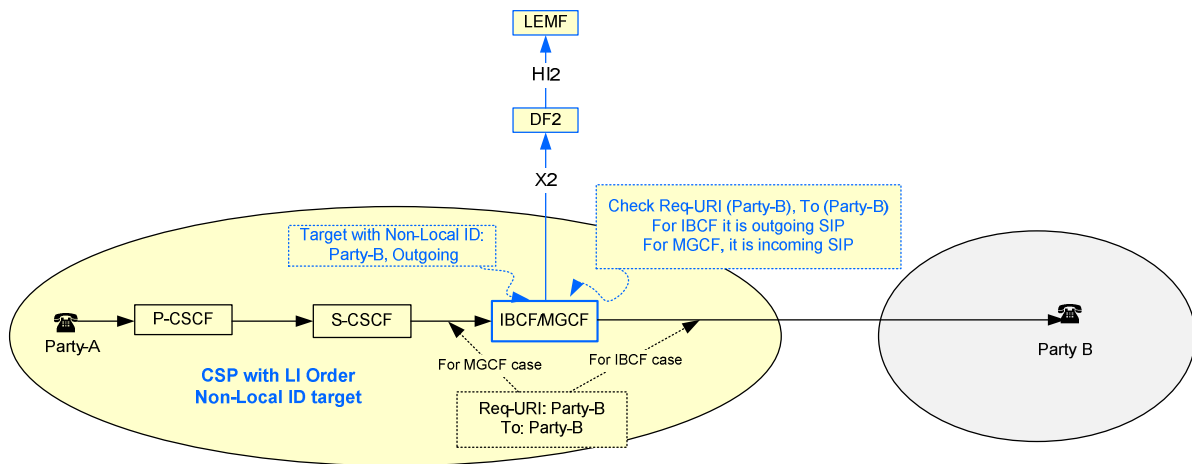 LEMF
HI2
DF2
X2
Check Req-URI (Party-B), To (Party-B)
For IBCF it is outgoing SIP
For MGCF, it is incoming SIP
Target with Non-Local ID:
Party-B, Outgoing
P-CSCF
S-CSCF
IBCF/MGCF
Party-A
Party B
For MGCF case
For IBCF case
CSP with LI Order
Non-Local ID target
Req-URI: Party-B
To: Party-B